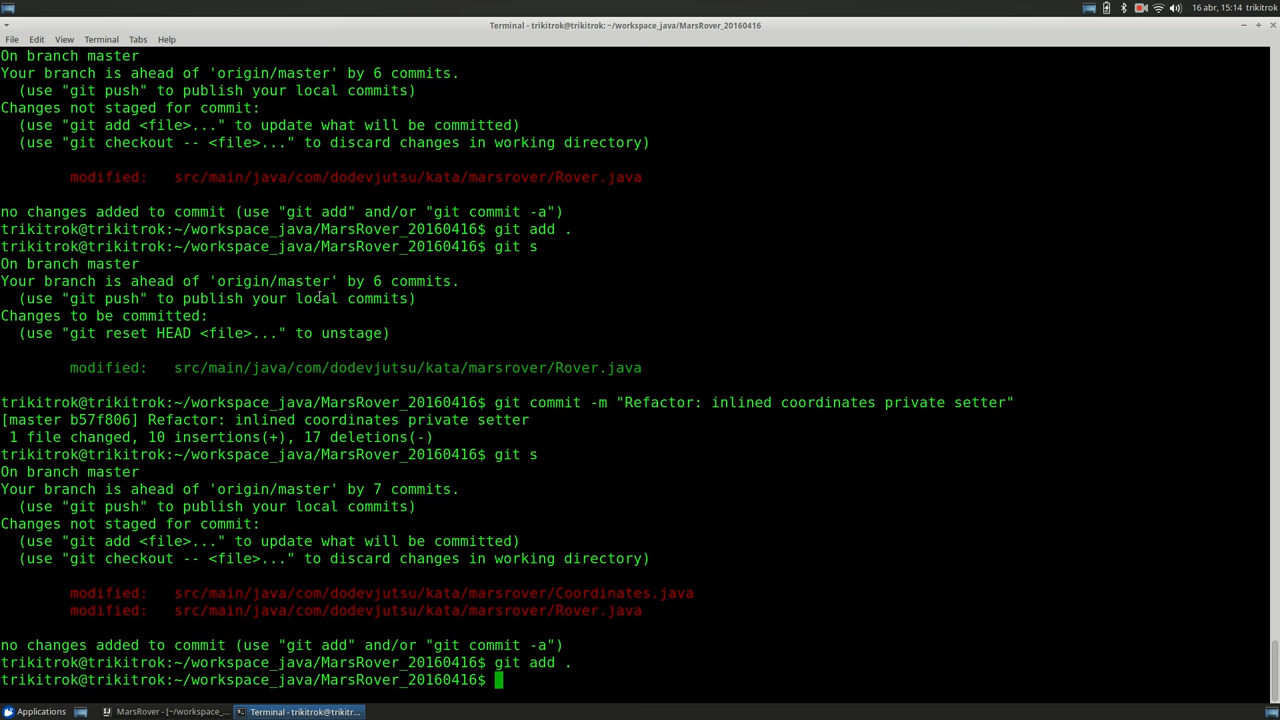 16 abr, 15:14 trikitrok
Terminal - trikitrok@trikitrok: ~/workspace_java/MarsRover_20160416
File Edit View Terminal Tabs Help
On branch master
Your branch is ahead of 'origin/master' by 6 commits.
  (use "git push" to publish your local commits)
Changes not staged for commit:
  (use "git add <file>..." to update what will be committed)
  (use "git checkout -- <file>..." to discard changes in working directory)
        modified:   src/main/java/com/dodevjutsu/kata/marsrover/Rover.java
no changes added to commit (use "git add" and/or "git commit -a")
trikitrok@trikitrok:~/workspace_java/MarsRover_20160416$ git add .
trikitrok@trikitrok:~/workspace_java/MarsRover_20160416$ git s
On branch master
Your branch is ahead of 'origin/master' by 6 commits.
  (use "git push" to publish your local commits)
Changes to be committed:
  (use "git reset HEAD <file>..." to unstage)
        modified:   src/main/java/com/dodevjutsu/kata/marsrover/Rover.java
trikitrok@trikitrok:~/workspace_java/MarsRover_20160416$ git commit -m "Refactor: inlined coordinates private setter"
[master b57f806] Refactor: inlined coordinates private setter
 1 file changed, 10 insertions(+), 17 deletions(-)
trikitrok@trikitrok:~/workspace_java/MarsRover_20160416$ git s
On branch master
Your branch is ahead of 'origin/master' by 7 commits.
  (use "git push" to publish your local commits)
Changes not staged for commit:
  (use "git add <file>..." to update what will be committed)
  (use "git checkout -- <file>..." to discard changes in working directory)
        modified:   src/main/java/com/dodevjutsu/kata/marsrover/Coordinates.java
        modified:   src/main/java/com/dodevjutsu/kata/marsrover/Rover.java
no changes added to commit (use "git add" and/or "git commit -a")
trikitrok@trikitrok:~/workspace_java/MarsRover_20160416$ git add .
trikitrok@trikitrok:~/workspace_java/MarsRover_20160416$
Applications MarsRover - [~/workspace_... Terminal - trikitrok@trikitr...